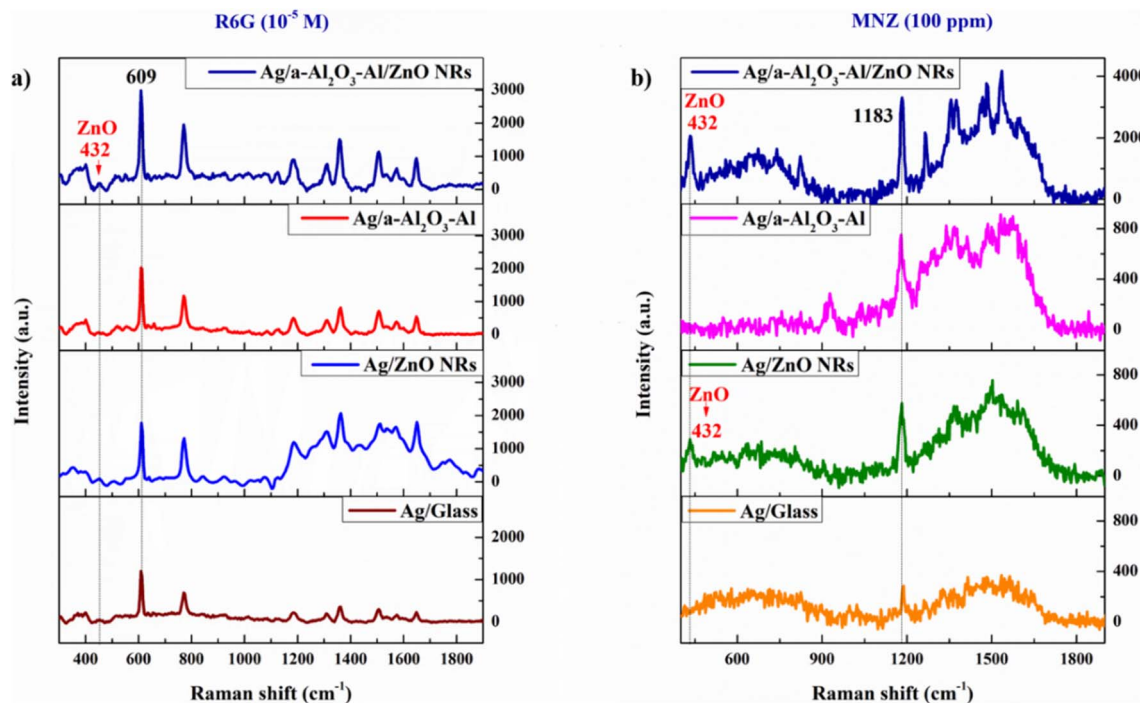 R6G (10⁻⁵ M)
a)
Ag/a-Al₂O₃-Al/ZnO NRs
609
ZnO
432
3000
2000
1000
0
Ag/a-Al₂O₃-Al
3000
2000
1000
0
Ag/ZnO NRs
3000
2000
1000
0
Ag/Glass
3000
2000
1000
0
Intensity (a.u.)
400 600 800 1000 1200 1400 1600 1800
Raman shift (cm⁻¹)
MNZ (100 ppm)
b)
Ag/a-Al₂O₃-Al/ZnO NRs
ZnO
432
1183
4000
2000
0
Ag/a-Al₂O₃-Al
800
400
0
Ag/ZnO NRs
ZnO
432
800
400
0
Ag/Glass
800
400
0
Intensity (a.u.)
600 900 1200 1500 1800
Raman shift (cm⁻¹)